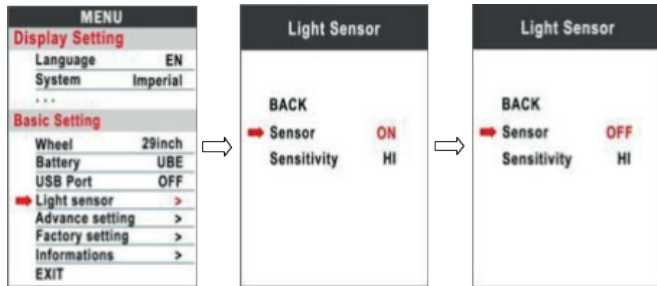 MENU
Display Setting
Language EN
System Imperial
...
Basic Setting
Wheel 29inch
Battery UBE
USB Port OFF
Light sensor >
Advance setting >
Factory setting >
Informations >
EXIT
Light Sensor
BACK
Sensor ON
Sensitivity HI
Light Sensor
BACK
Sensor OFF
Sensitivity HI